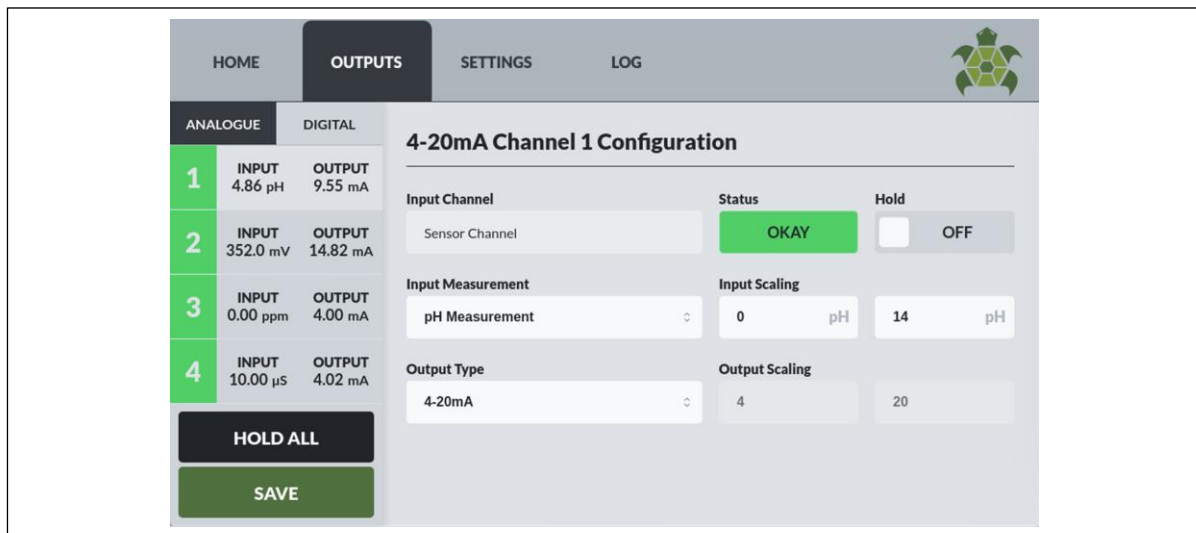 HOME OUTPUTS SETTINGS LOG
ANALOGUE DIGITAL
1 INPUT OUTPUT
4.86 pH 9.55 mA
2 INPUT OUTPUT
352.0 mV 14.82 mA
3 INPUT OUTPUT
0.00 ppm 4.00 mA
4 INPUT OUTPUT
10.00 µS 4.02 mA
HOLD ALL
SAVE
4-20mA Channel 1 Configuration
Input Channel Status Hold
Sensor Channel OKAY OFF
Input Measurement Input Scaling
pH Measurement 0 pH 14 pH
Output Type Output Scaling
4-20mA 4 20